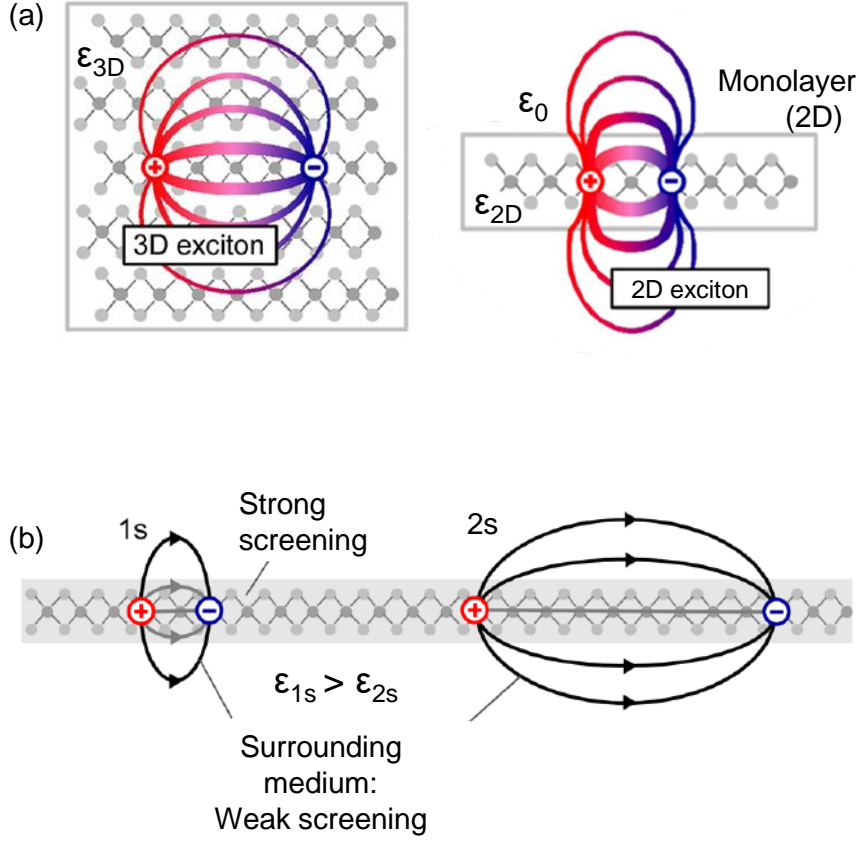 (a)
ε3D
+
−
3D exciton
ε0
Monolayer
(2D)
ε2D
+
−
2D exciton
(b)
1s
Strong
screening
2s
+
−
+
−
ε1s > ε2s
Surrounding
medium:
Weak screening